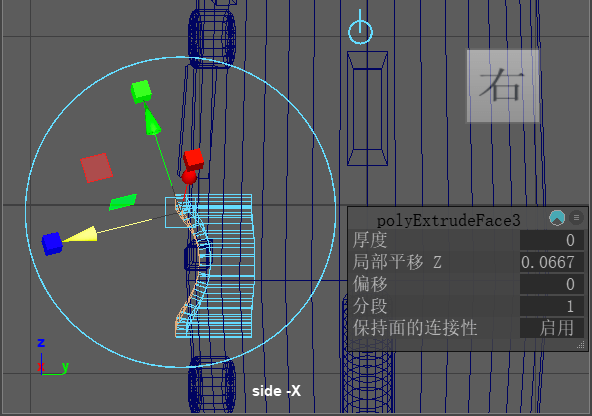 右
polyExtrudeFace3
厚度 0
局部平移 Z 0.0667
偏移 0
分段 1
保持面的连接性 启用
z
x y
side -X